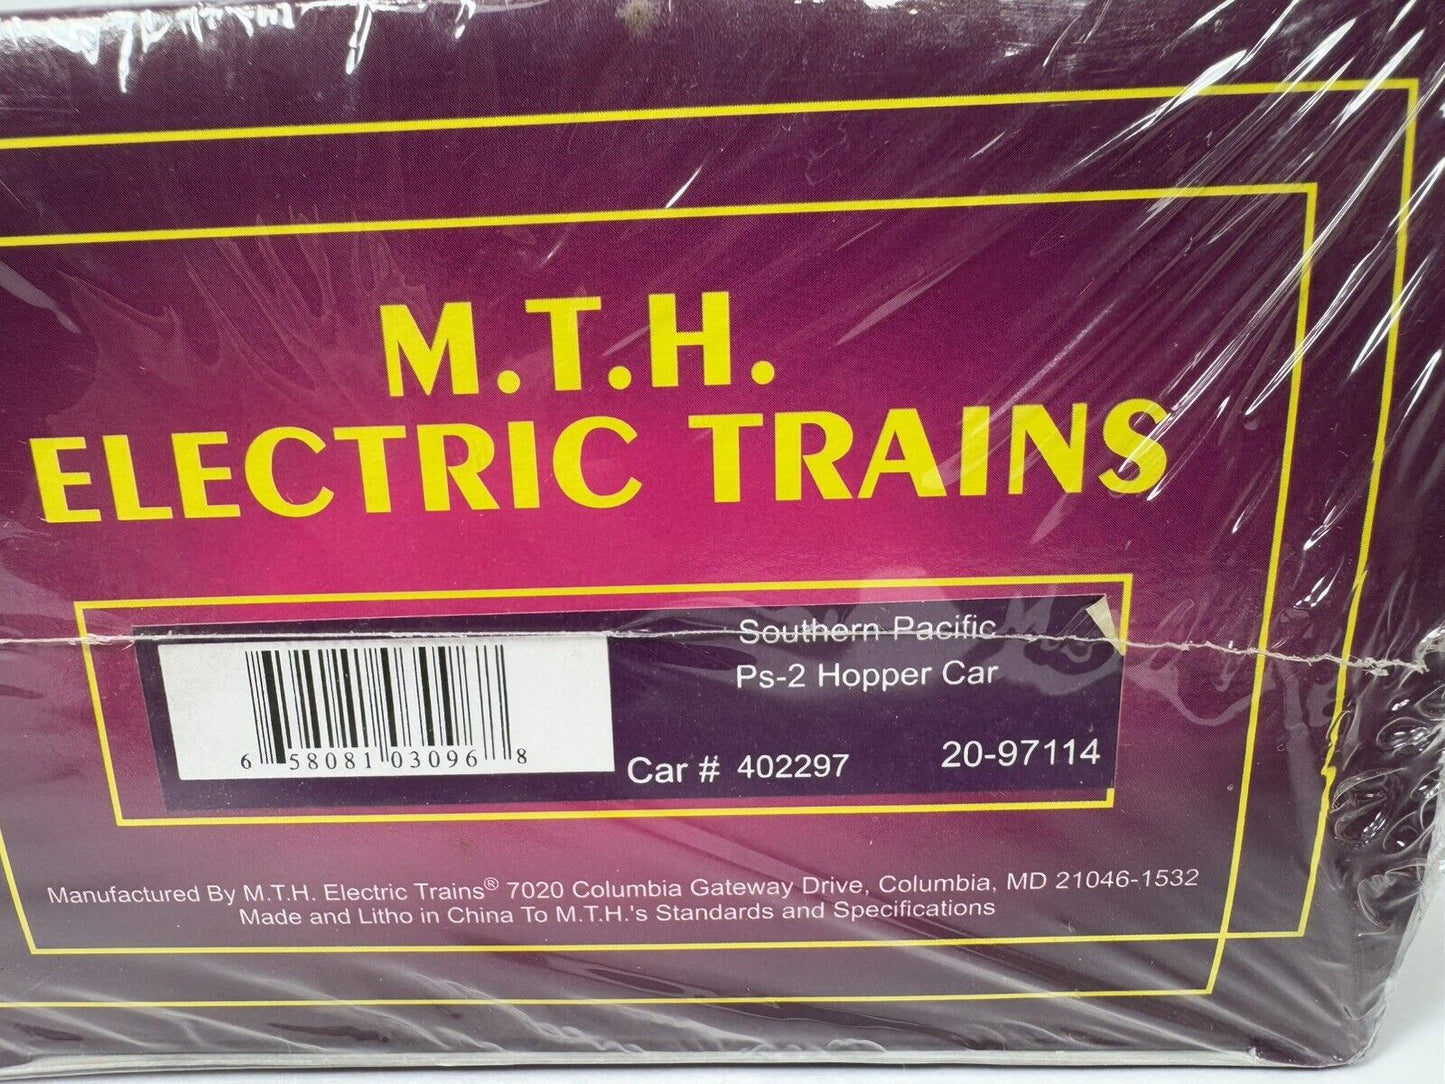 M.T.H.
ELECTRIC TRAINS
Southern Pacific
Ps-2 Hopper Car
6 58081 03096 8
Car # 402297 20-97114
Manufactured By M.T.H. Electric Trains® 7020 Columbia Gateway Drive, Columbia, MD 21046-1532
Made and Litho in China To M.T.H.'s Standards and Specifications